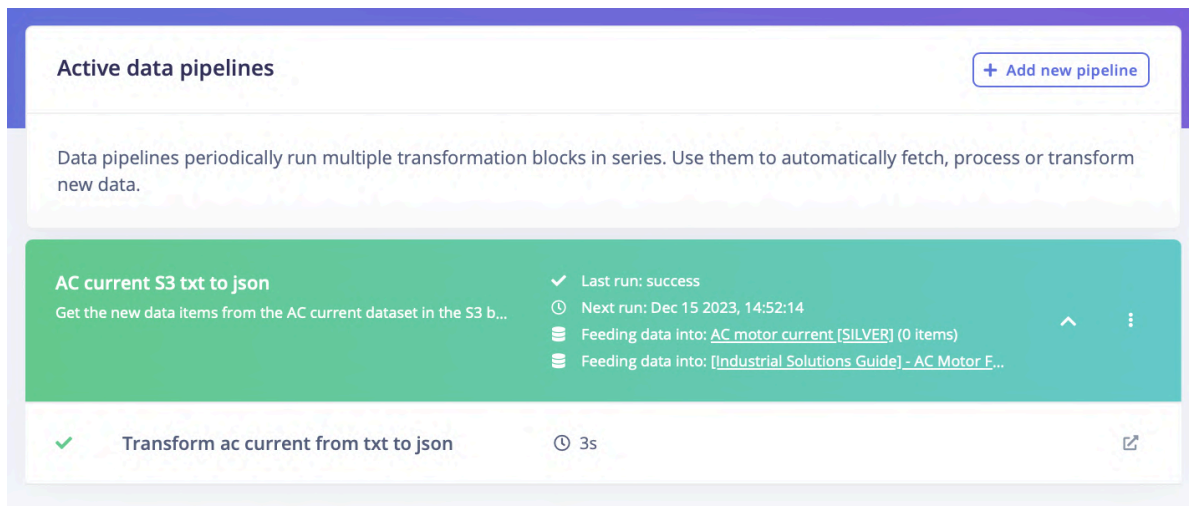 Active data pipelines
+ Add new pipeline
Data pipelines periodically run multiple transformation blocks in series. Use them to automatically fetch, process or transform
new data.
AC current S3 txt to json
Get the new data items from the AC current dataset in the S3 b...
Last run: success
Next run: Dec 15 2023, 14:52:14
Feeding data into: AC motor current [SILVER] (0 items)
Feeding data into: [Industrial Solutions Guide] - AC Motor F...
Transform ac current from txt to json
3s